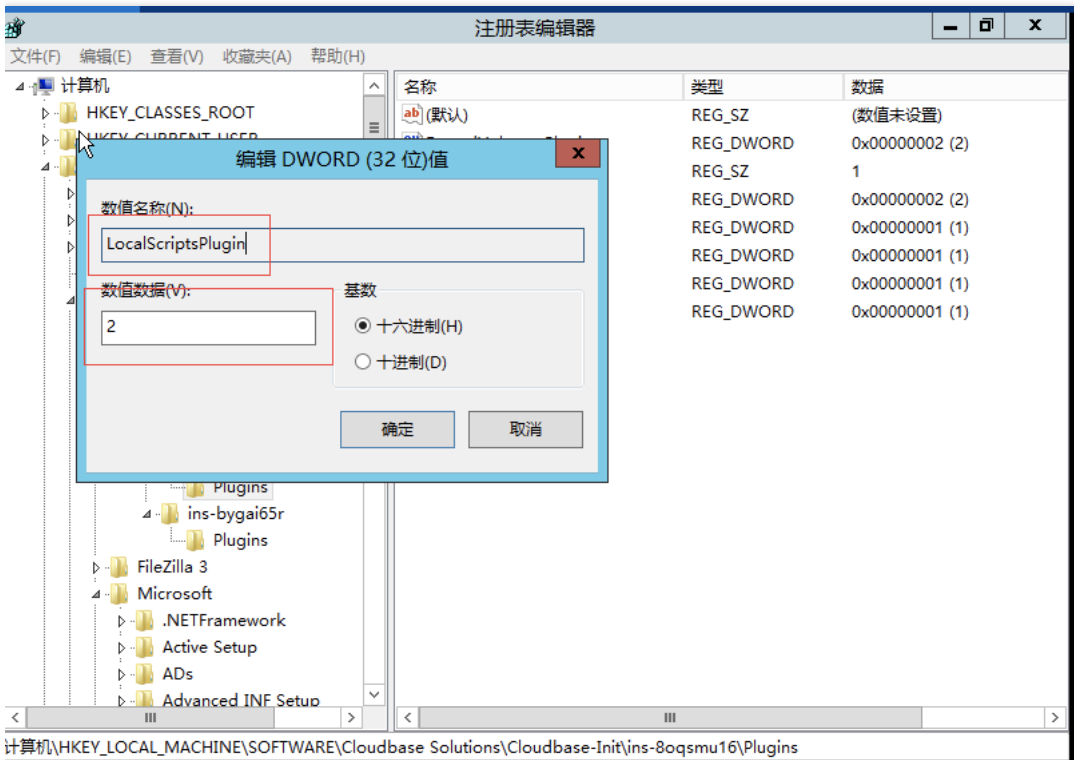 注册表编辑器
文件(F) 编辑(E) 查看(V) 收藏夹(A) 帮助(H)
计算机
HKEY_CLASSES_ROOT
HKEY_CURRENT_USER
名称 类型 数据
(默认) REG_SZ (数值未设置)
REG_DWORD 0x00000002 (2)
REG_SZ 1
REG_DWORD 0x00000002 (2)
REG_DWORD 0x00000001 (1)
REG_DWORD 0x00000001 (1)
REG_DWORD 0x00000001 (1)
REG_DWORD 0x00000001 (1)
编辑 DWORD (32 位)值
数值名称(N):
LocalScriptsPlugin
数值数据(V):
2
基数
十六进制(H)
十进制(D)
确定 取消
Plugins
ins-bygai65r
Plugins
FileZilla 3
Microsoft
.NETFramework
Active Setup
ADs
Advanced INF Setup
计算机\HKEY_LOCAL_MACHINE\SOFTWARE\Cloudbase Solutions\Cloudbase-Init\ins-8oqsmu16\Plugins